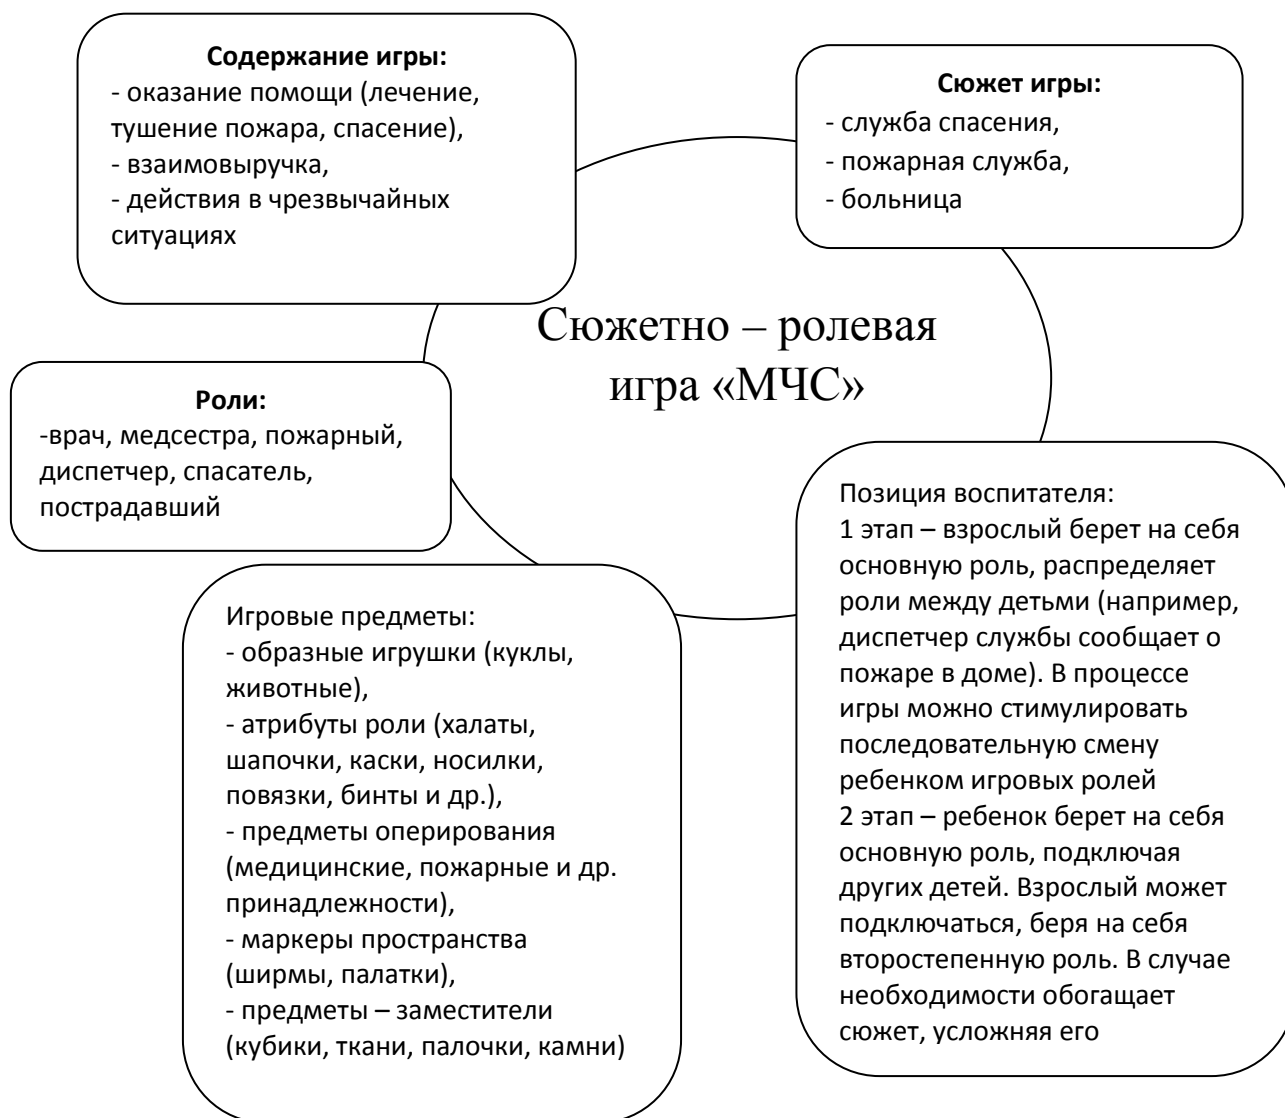 Содержание игры:
- оказание помощи (лечение,
тушение пожара, спасение),
- взаимовыручка,
- действия в чрезвычайных
ситуациях
Сюжет игры:
- служба спасения,
- пожарная служба,
- больница
Сюжетно – ролевая
игра «МЧС»
Роли:
-врач, медсестра, пожарный,
диспетчер, спасатель,
пострадавший
Игровые предметы:
- образные игрушки (куклы,
животные),
- атрибуты роли (халаты,
шапочки, каски, носилки,
повязки, бинты и др.),
- предметы оперирования
(медицинские, пожарные и др.
принадлежности),
- маркеры пространства
(ширмы, палатки),
- предметы – заместители
(кубики, ткани, палочки, камни)
Позиция воспитателя:
1 этап – взрослый берет на себя
основную роль, распределяет
роли между детьми (например,
диспетчер службы сообщает о
пожаре в доме). В процессе
игры можно стимулировать
последовательную смену
ребенком игровых ролей
2 этап – ребенок берет на себя
основную роль, подключая
других детей. Взрослый может
подключаться, беря на себя
второстепенную роль. В случае
необходимости обогащает
сюжет, усложняя его